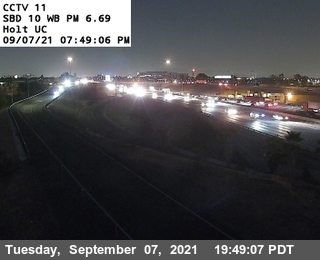 CCTV 11
SBD 10 WB PM 6.69
Holt UC
09/07/21 07:49:06 PM
Tuesday, September 07, 2021 19:49:07 PDT